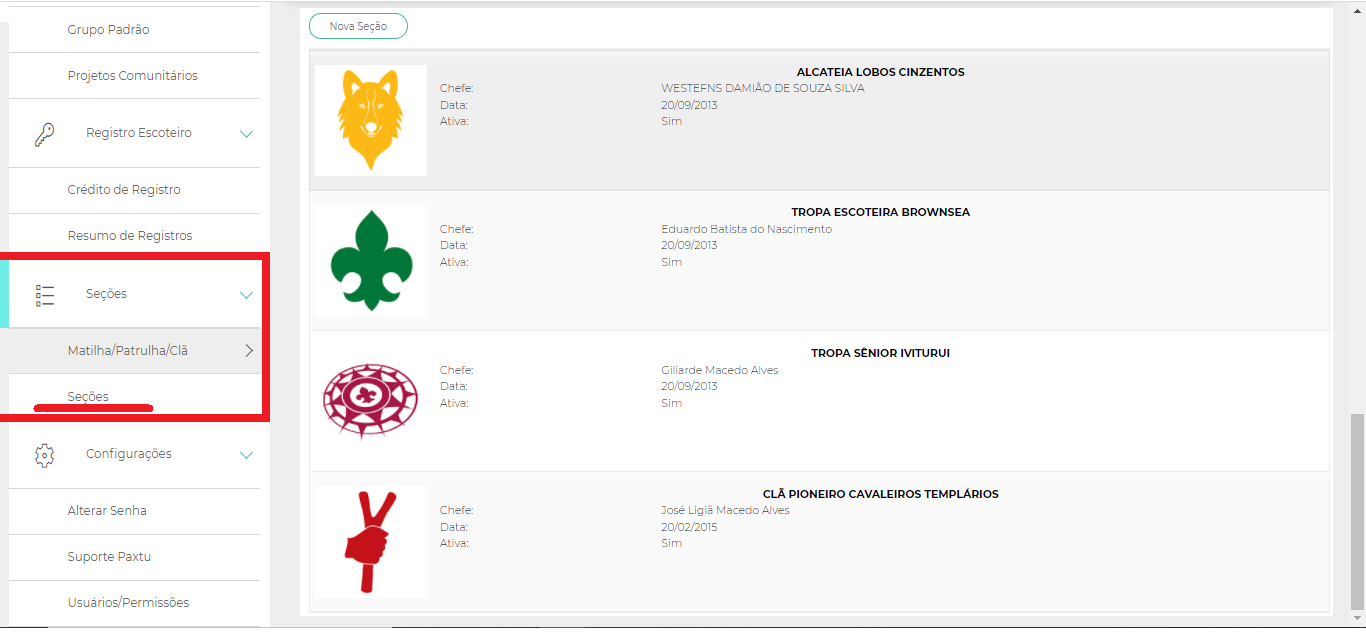 Grupo Padrão
Projetos Comunitários
Registro Escoteiro
Crédito de Registro
Resumo de Registros
Seções
Matilha/Patrulha/Clã
Seções
Configurações
Alterar Senha
Suporte Paxtu
Usuários/Permissões
Nova Seção
ALCATEIA LOBOS CINZENTOS
Chefe: WESTEFNS DAMIÃO DE SOUZA SILVA
Data: 20/09/2013
Ativa: Sim
TROPA ESCOTEIRA BROWNSEA
Chefe: Eduardo Batista do Nascimento
Data: 20/09/2013
Ativa: Sim
TROPA SÊNIOR IVITURUI
Chefe: Giliarde Macedo Alves
Data: 20/09/2013
Ativa: Sim
CLÃ PIONEIRO CAVALEIROS TEMPLÁRIOS
Chefe: José Ligiã Macedo Alves
Data: 20/02/2015
Ativa: Sim